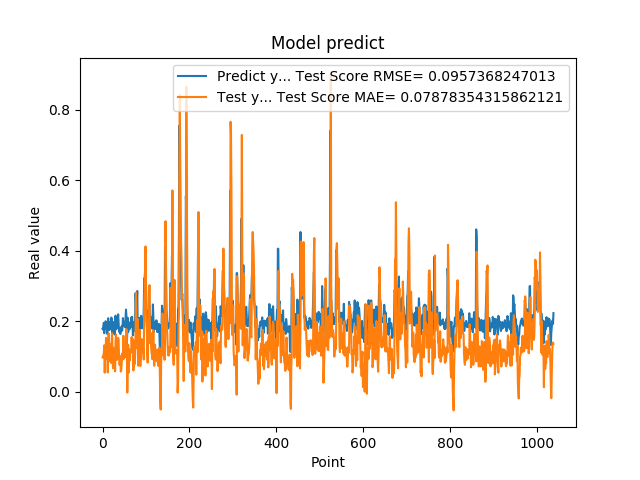 Model predict
Predict y... Test Score RMSE= 0.0957368247013
Test y... Test Score MAE= 0.07878354315862121
0.8
0.6
0.4
0.2
0.0
Real value
0
200
400
600
800
1000
Point